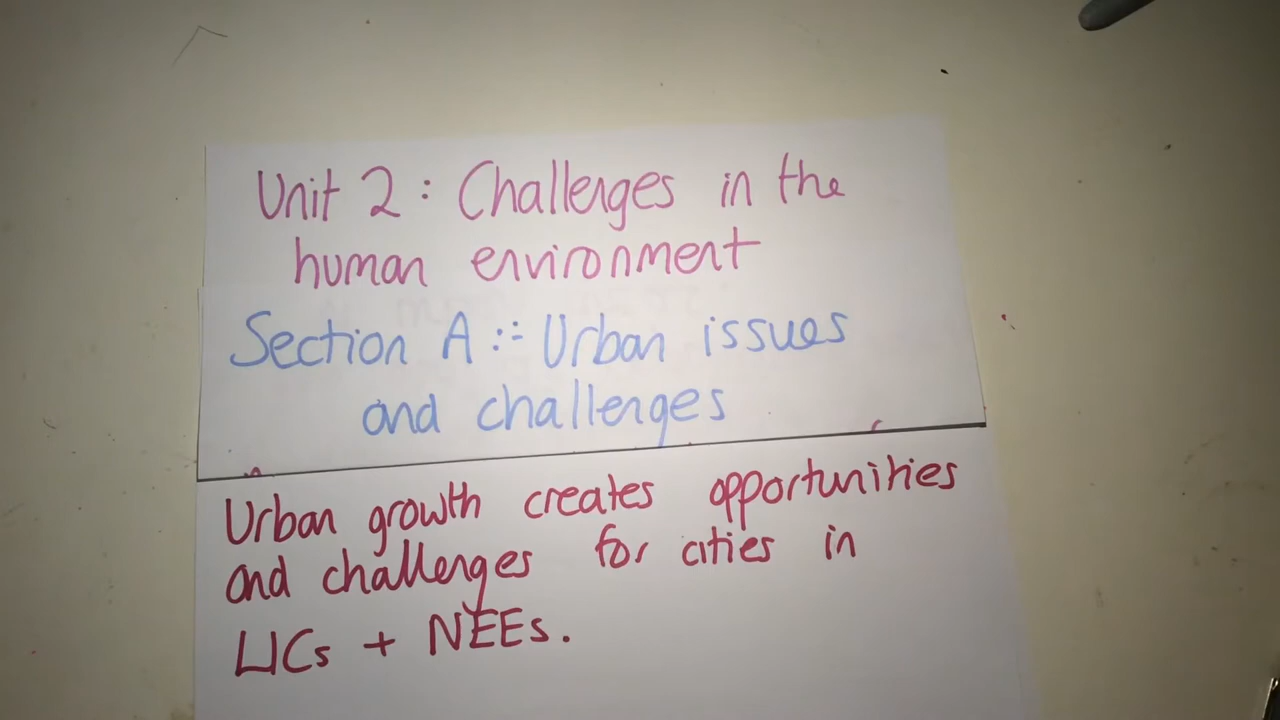 Unit 2: Challenges in the
human environment
Section A:- Urban issues
and challenges
Urban growth creates opportunities
and challenges for cities in
LICs + NEEs.